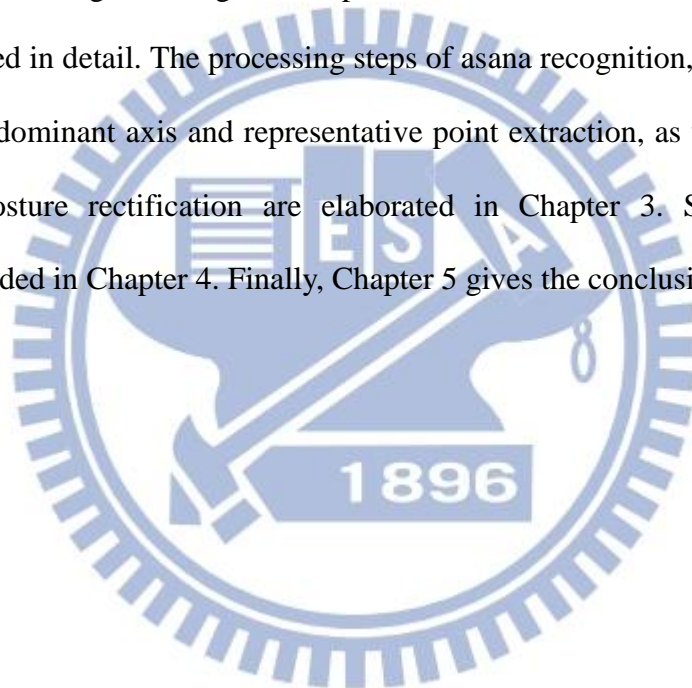 ed in detail. The processing steps of asana recognition,
dominant axis and representative point extraction, as
osture rectification are elaborated in Chapter 3. S
ded in Chapter 4. Finally, Chapter 5 gives the conclusi
E S A
1896